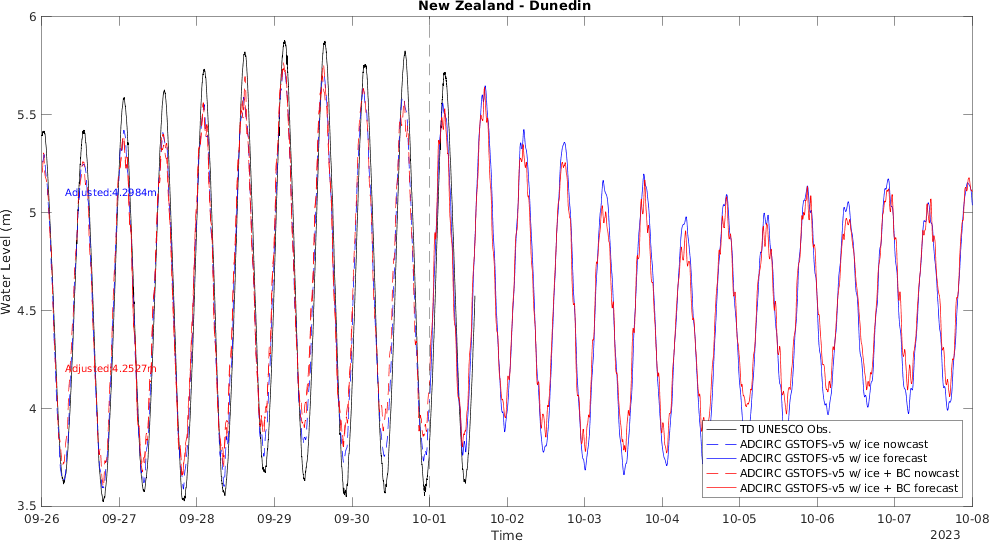 New Zealand - Dunedin
6
5.5
5
4.5
4
3.5
Water Level (m)
Adjusted:4.2984m
Adjusted:4.2527m
TD UNESCO Obs.
ADCIRC GSTOFS-v5 w/ ice nowcast
ADCIRC GSTOFS-v5 w/ ice forecast
ADCIRC GSTOFS-v5 w/ ice + BC nowcast
ADCIRC GSTOFS-v5 w/ ice + BC forecast
09-26 09-27 09-28 09-29 09-30 10-01 10-02 10-03 10-04 10-05 10-06 10-07 10-08
Time
2023